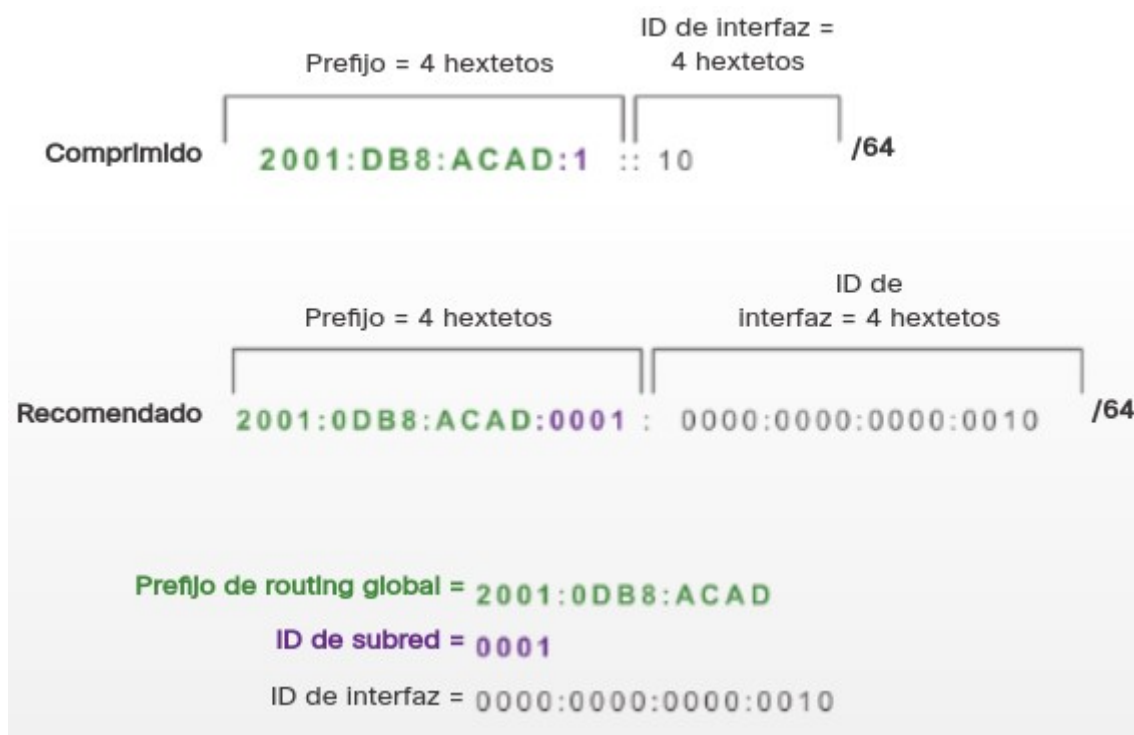 ID de interfaz =
4 hextetos
Prefijo = 4 hextetos
Comprimido 2001:DB8:ACAD:1 :: 10 /64
ID de
interfaz = 4 hextetos
Prefijo = 4 hextetos
Recomendado 2001:0DB8:ACAD:0001 : 0000:0000:0000:0010 /64
Prefijo de routing global = 2001:0DB8:ACAD
ID de subred = 0001
ID de interfaz = 0000:0000:0000:0010